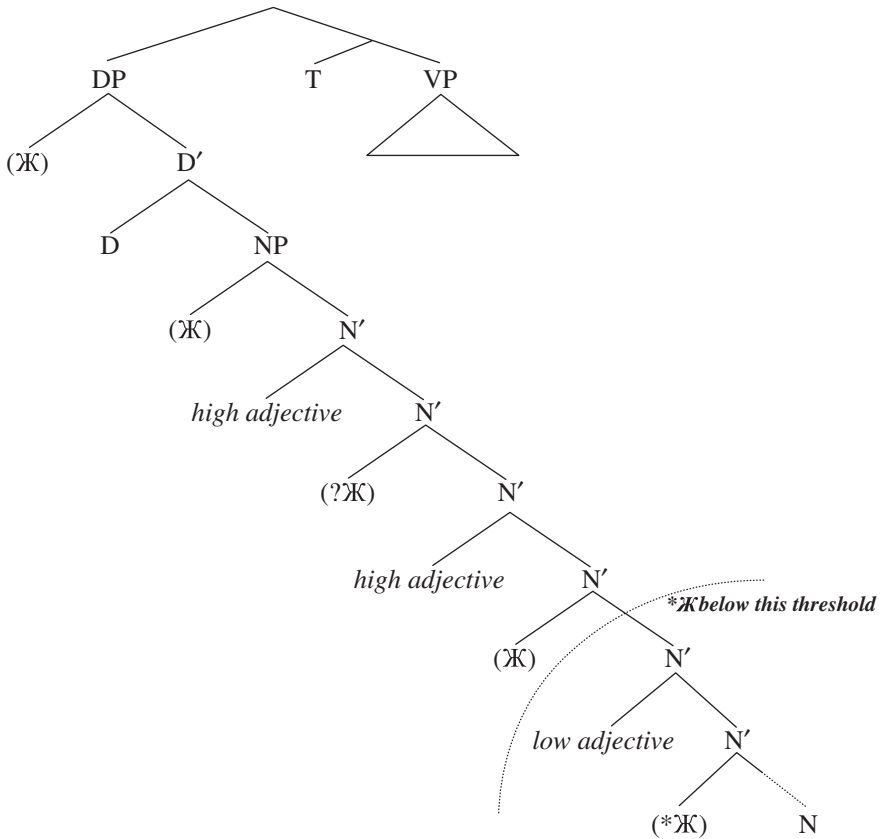 DP T VP
(Ж) D′
D NP
(Ж) N′
high adjective N′
(?Ж) N′
high adjective N′
*Ж below this threshold
(Ж) N′
low adjective N′
(*Ж) N